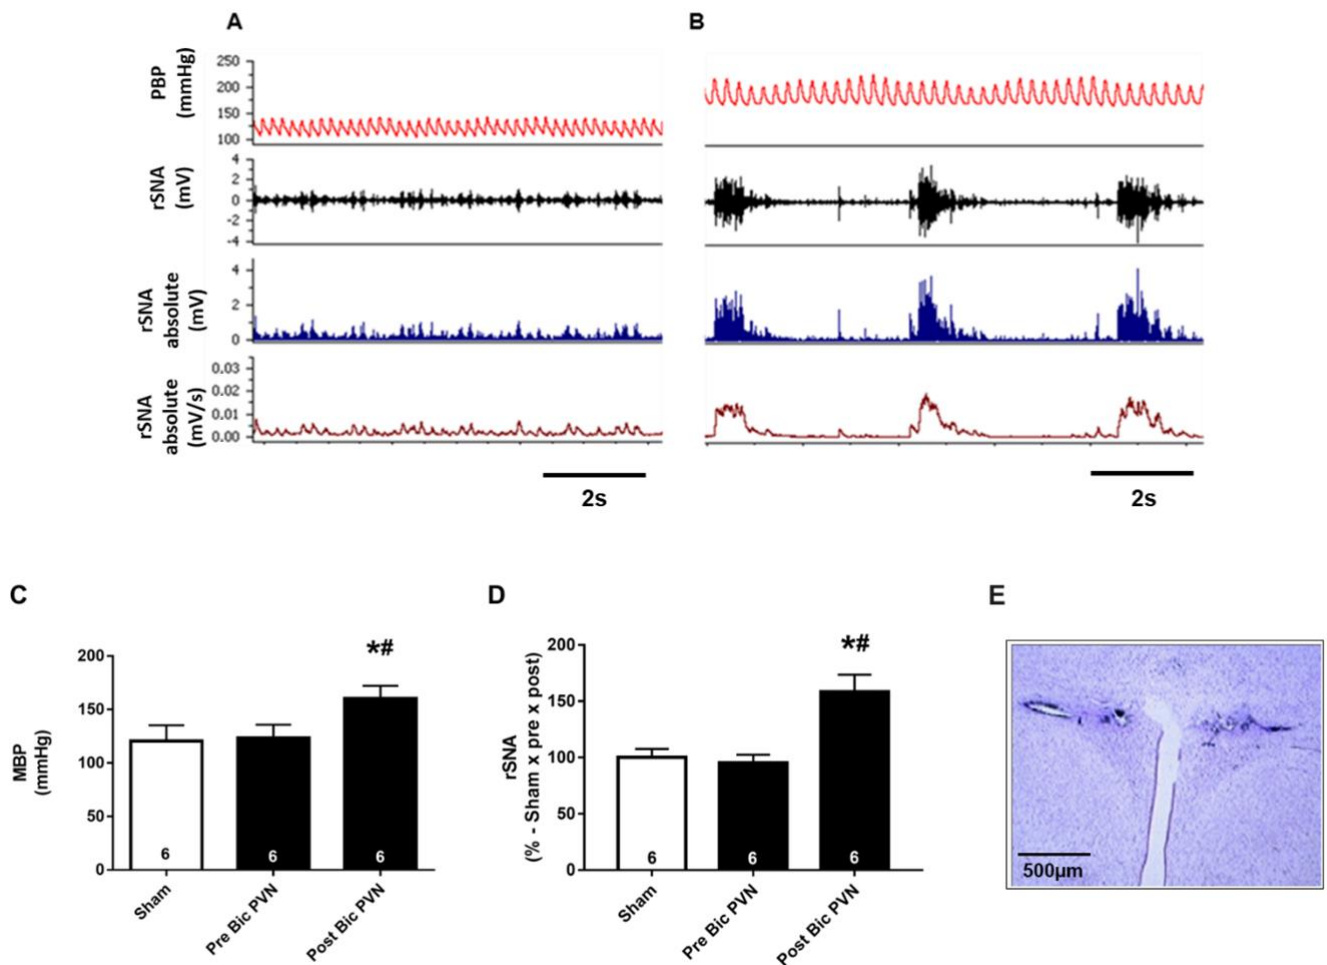 A
B
PBP
(mmHg)
250
200
150
100
rSNA
(mV)
4
2
0
-2
-4
rSNA
absolute
(mV)
4
2
0
rSNA
absolute
(mV/s)
0.03
0.02
0.01
0.00
2s
2s
C
MBP
(mmHg)
200
150
100
50
0
*#
6
6
6
Sham
Pre Bic PVN
Post Bic PVN
D
rSNA
(% - Sham x pre x post)
200
150
100
50
0
*#
6
6
6
Sham
Pre Bic PVN
Post Bic PVN
E
500µm